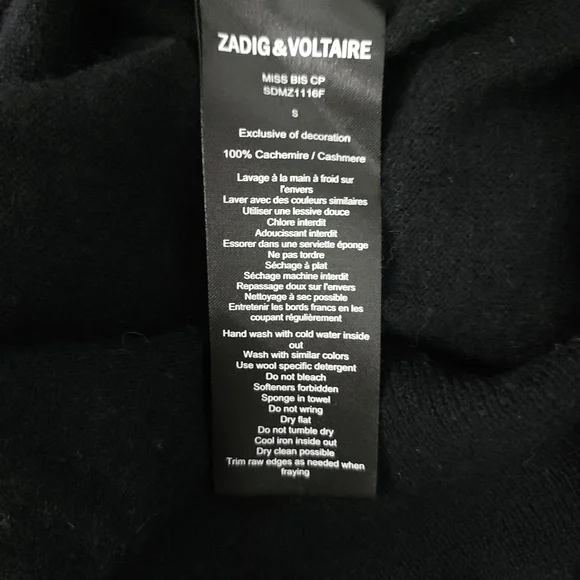 ZADIG & VOLTAIRE
MISS BIS CP
SDMZ1116F
S
Exclusive of decoration
100% Cachemire / Cashmere
Lavage à la main à froid sur
l'envers
Laver avec des couleurs similaires
Utiliser une lessive douce
Chlore interdit
Adoucissant interdit
Essorer dans une serviette éponge
Ne pas tordre
Séchage à plat
Séchage machine interdit
Repassage doux sur l'envers
Nettoyage à sec possible
Entretenir les bords francs en les
coupant régulièrement
Hand wash with cold water inside
out
Wash with similar colors
Use wool specific detergent
Do not bleach
Softeners forbidden
Sponge in towel
Do not wring
Dry flat
Do not tumble dry
Cool iron inside out
Dry clean possible
Trim raw edges as needed when
fraying